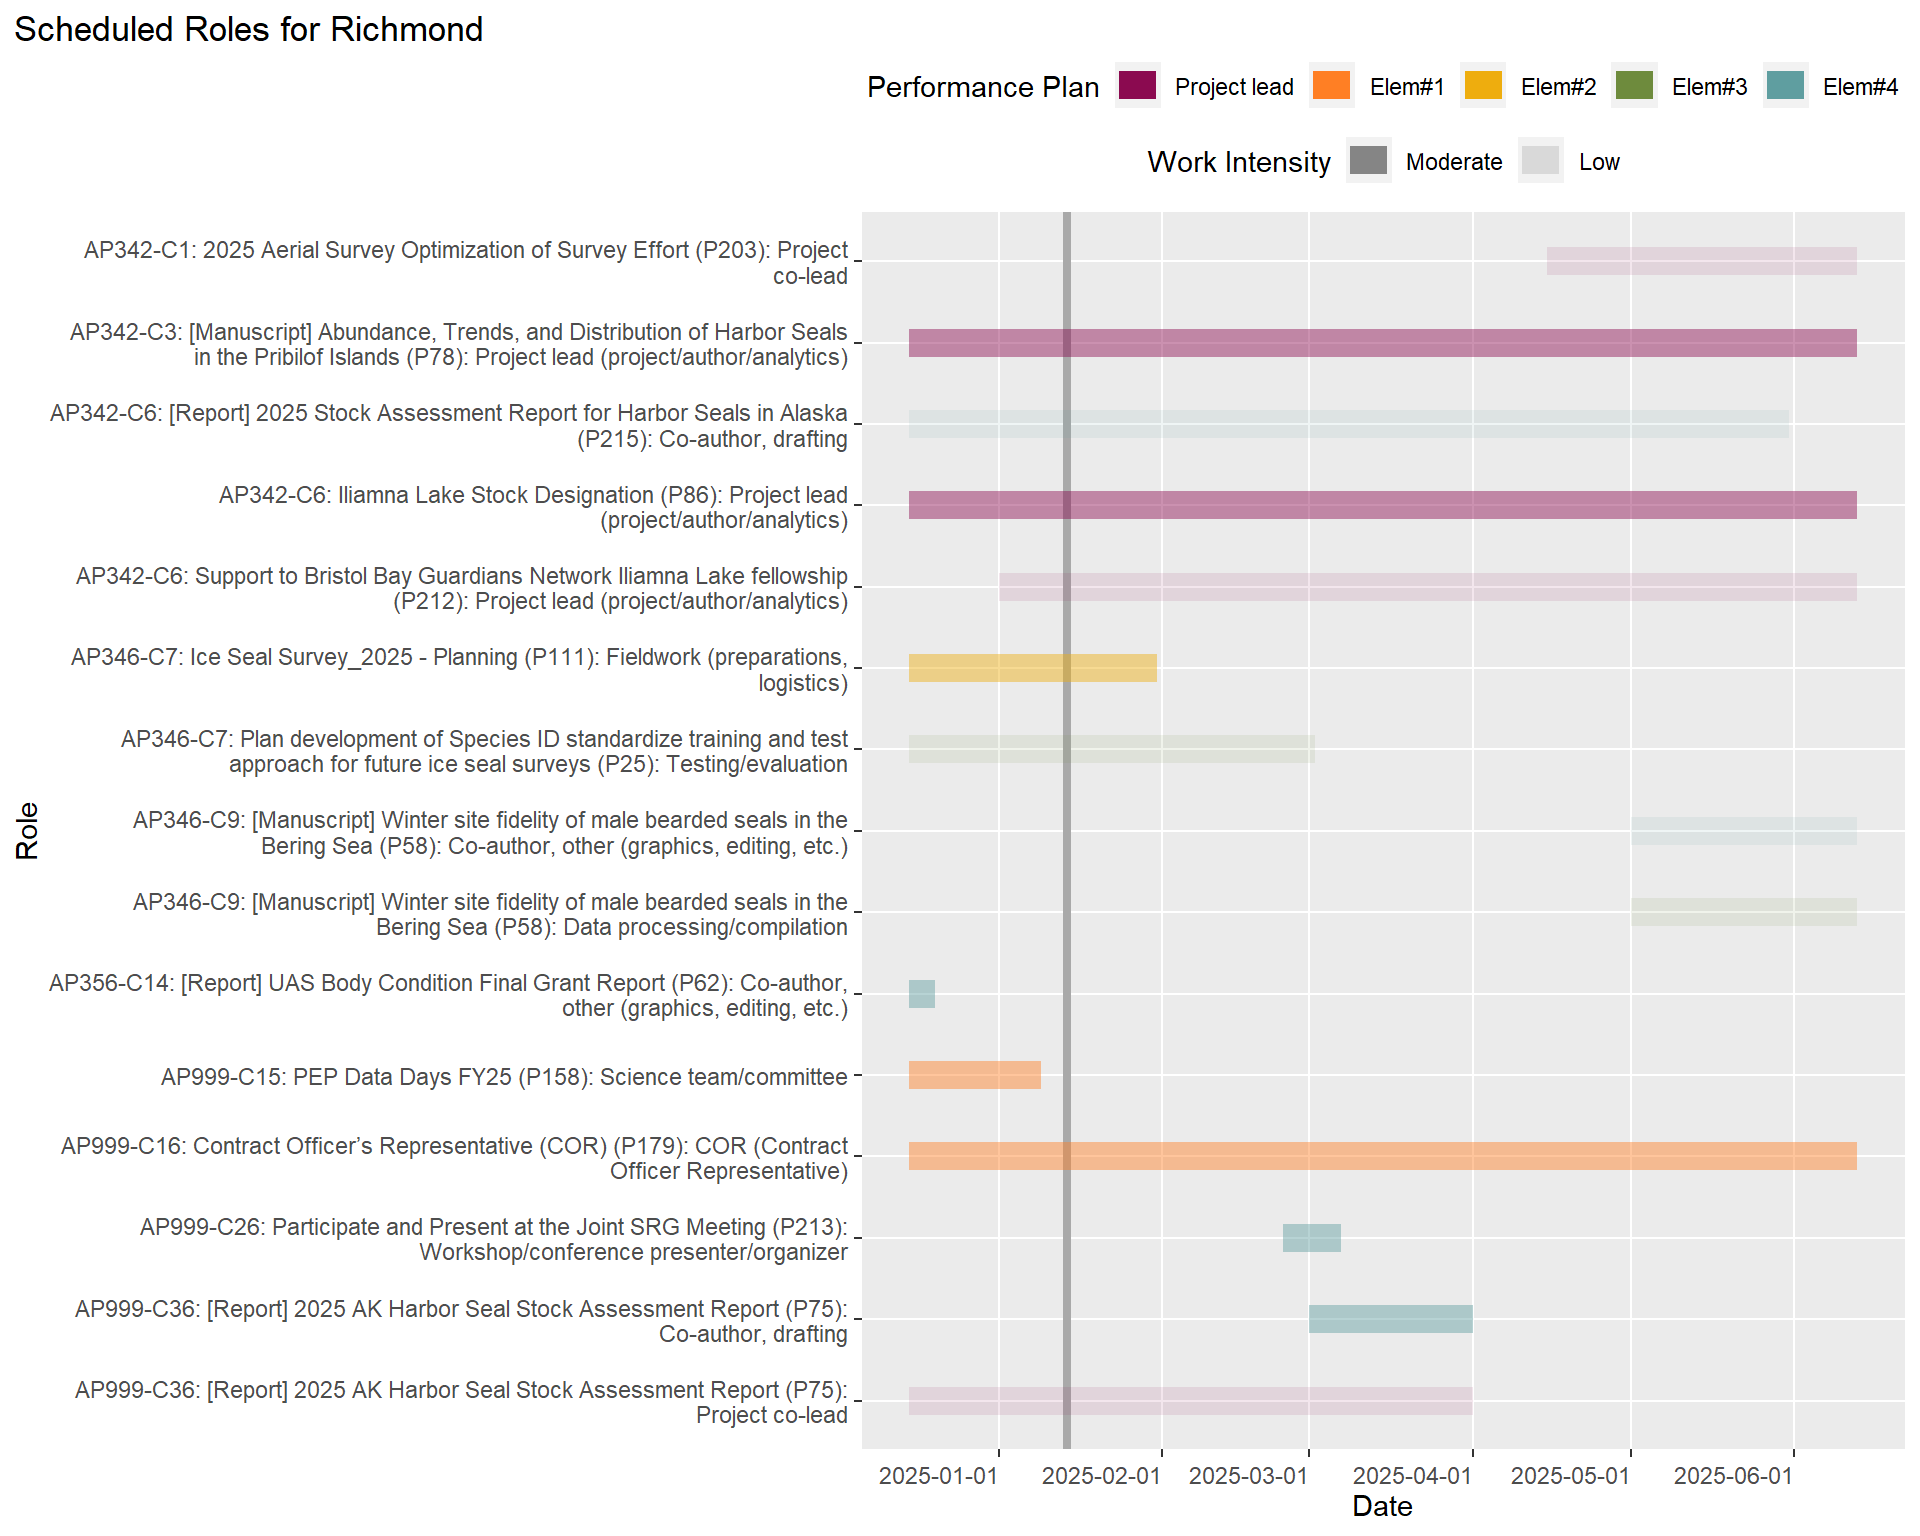 Scheduled Roles for Richmond
Performance Plan Project lead Elem#1 Elem#2 Elem#3 Elem#4
Work Intensity Moderate Low
AP342-C1: 2025 Aerial Survey Optimization of Survey Effort (P203): Project
co-lead
AP342-C3: [Manuscript] Abundance, Trends, and Distribution of Harbor Seals
in the Pribilof Islands (P78): Project lead (project/author/analytics)
AP342-C6: [Report] 2025 Stock Assessment Report for Harbor Seals in Alaska
(P215): Co-author, drafting
AP342-C6: Iliamna Lake Stock Designation (P86): Project lead
(project/author/analytics)
AP342-C6: Support to Bristol Bay Guardians Network Iliamna Lake fellowship
(P212): Project lead (project/author/analytics)
AP346-C7: Ice Seal Survey_2025 - Planning (P111): Fieldwork (preparations,
logistics)
AP346-C7: Plan development of Species ID standardize training and test
approach for future ice seal surveys (P25): Testing/evaluation
AP346-C9: [Manuscript] Winter site fidelity of male bearded seals in the
Bering Sea (P58): Co-author, other (graphics, editing, etc.)
AP346-C9: [Manuscript] Winter site fidelity of male bearded seals in the
Bering Sea (P58): Data processing/compilation
AP356-C14: [Report] UAS Body Condition Final Grant Report (P62): Co-author,
other (graphics, editing, etc.)
AP999-C15: PEP Data Days FY25 (P158): Science team/committee
AP999-C16: Contract Officer’s Representative (COR) (P179): COR (Contract
Officer Representative)
AP999-C26: Participate and Present at the Joint SRG Meeting (P213):
Workshop/conference presenter/organizer
AP999-C36: [Report] 2025 AK Harbor Seal Stock Assessment Report (P75):
Co-author, drafting
AP999-C36: [Report] 2025 AK Harbor Seal Stock Assessment Report (P75):
Project co-lead
Role
2025-01-01 2025-02-01 2025-03-01 2025-04-01 2025-05-01 2025-06-01
Date